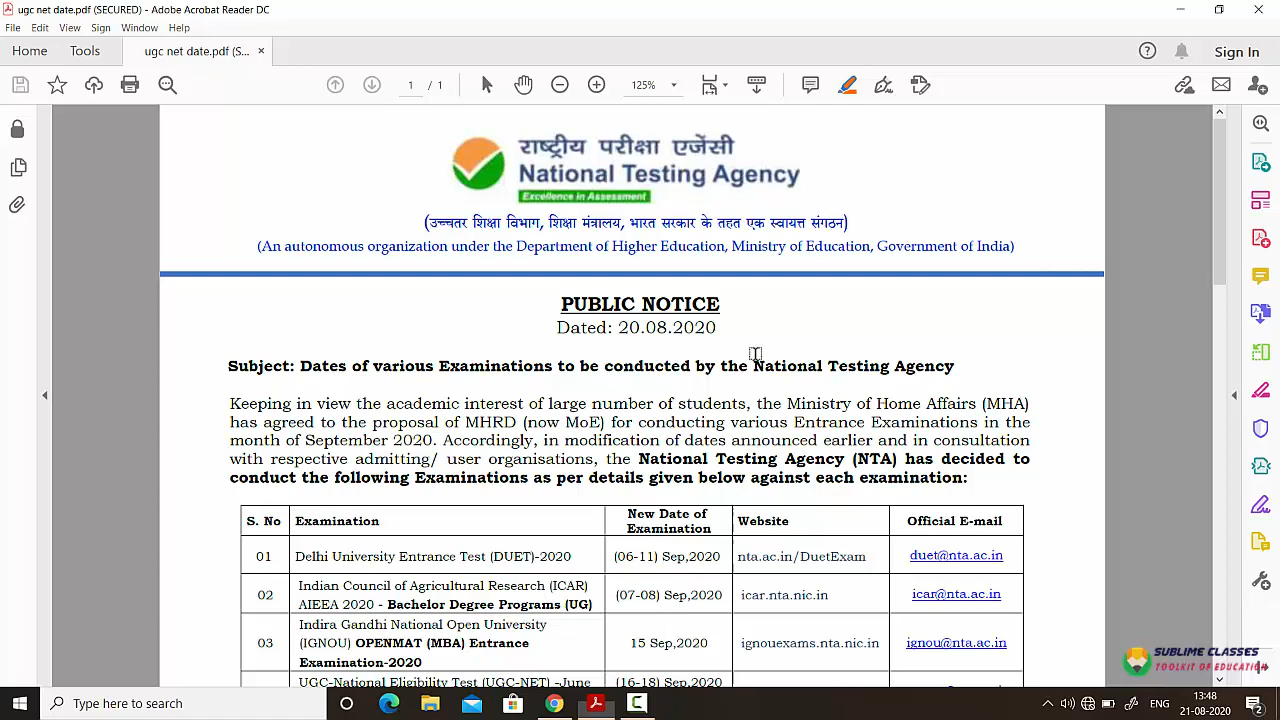 ugc net date.pdf (SECURED) - Adobe Acrobat Reader DC
File Edit View Sign Window Help
Home Tools ugc net date.pdf (S... × Sign In
1 / 1 125%
राष्ट्रीय परीक्षा एजेंसी
National Testing Agency
Excellence in Assessment
(उच्चतर शिक्षा विभाग, शिक्षा मंत्रालय, भारत सरकार के तहत एक स्वायत्त संगठन)
(An autonomous organization under the Department of Higher Education, Ministry of Education, Government of India)
PUBLIC NOTICE
Dated: 20.08.2020
Subject: Dates of various Examinations to be conducted by the National Testing Agency
Keeping in view the academic interest of large number of students, the Ministry of Home Affairs (MHA)
has agreed to the proposal of MHRD (now MoE) for conducting various Entrance Examinations in the
month of September 2020. Accordingly, in modification of dates announced earlier and in consultation
with respective admitting/ user organisations, the National Testing Agency (NTA) has decided to
conduct the following Examinations as per details given below against each examination:
S. No Examination New Date of Examination Website Official E-mail
01 Delhi University Entrance Test (DUET)-2020 (06-11) Sep,2020 nta.ac.in/DuetExam duet@nta.ac.in
02 Indian Council of Agricultural Research (ICAR)
AIEEA 2020 - Bachelor Degree Programs (UG) (07-08) Sep,2020 icar.nta.nic.in icar@nta.ac.in
03 Indira Gandhi National Open University
(IGNOU) OPENMAT (MBA) Entrance
Examination-2020 15 Sep,2020 ignouexams.nta.nic.in ignou@nta.ac.in
UGC-National Eligibility Test (UGC-NET) -June (16-18) Sep,2020
SUBLIME CLASSES
TOOLKIT OF EDUCATION
Type here to search
ENG
13:48
21-08-2020
2